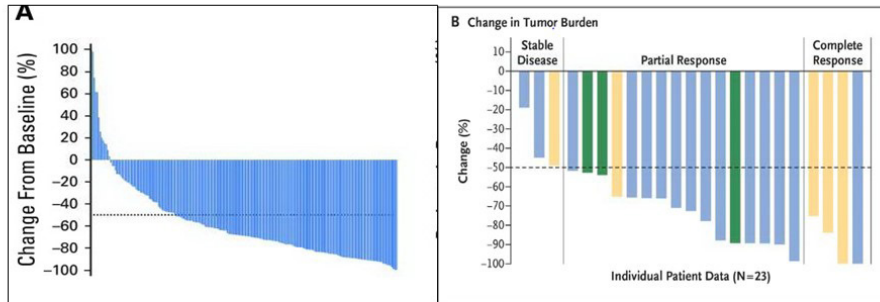 A
Change From Baseline (%)
100
80
60
40
20
0
−20
−40
−60
−80
−100
B Change in Tumor Burden
Stable
Disease
Partial Response
Complete
Response
Change (%)
10
0
−10
−20
−30
−40
−50
−60
−70
−80
−90
−100
Individual Patient Data (N=23)